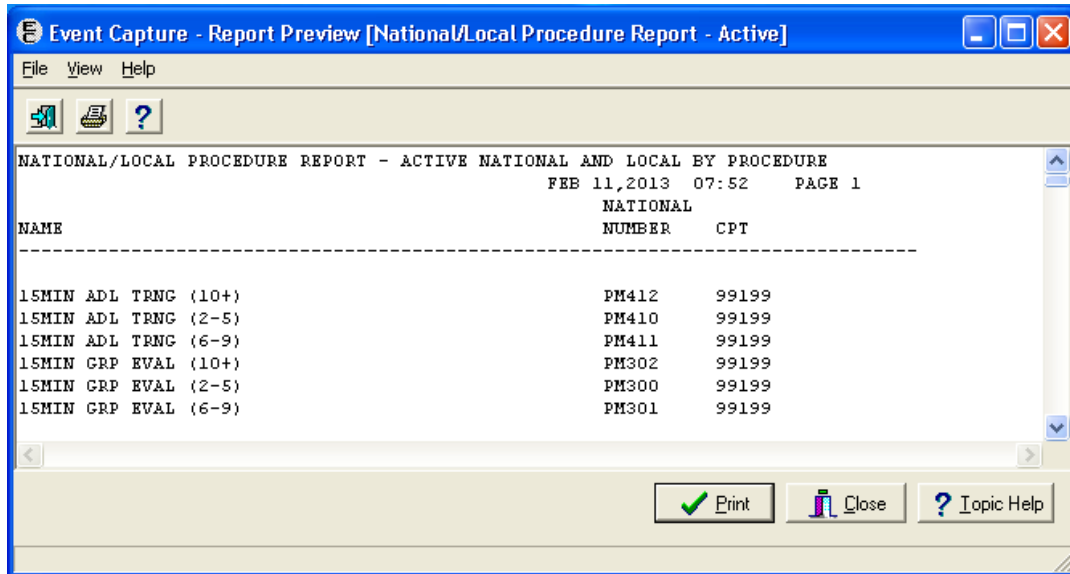 Event Capture - Report Preview [National/Local Procedure Report - Active]
File View Help
NATIONAL/LOCAL PROCEDURE REPORT - ACTIVE NATIONAL AND LOCAL BY PROCEDURE
FEB 11,2013 07:52 PAGE 1
NATIONAL
NAME NUMBER CPT
--------------------------------------------------------------------------------
15MIN ADL TRNG (10+) PM412 99199
15MIN ADL TRNG (2-5) PM410 99199
15MIN ADL TRNG (6-9) PM411 99199
15MIN GRP EVAL (10+) PM302 99199
15MIN GRP EVAL (2-5) PM300 99199
15MIN GRP EVAL (6-9) PM301 99199
Print Close ? Topic Help